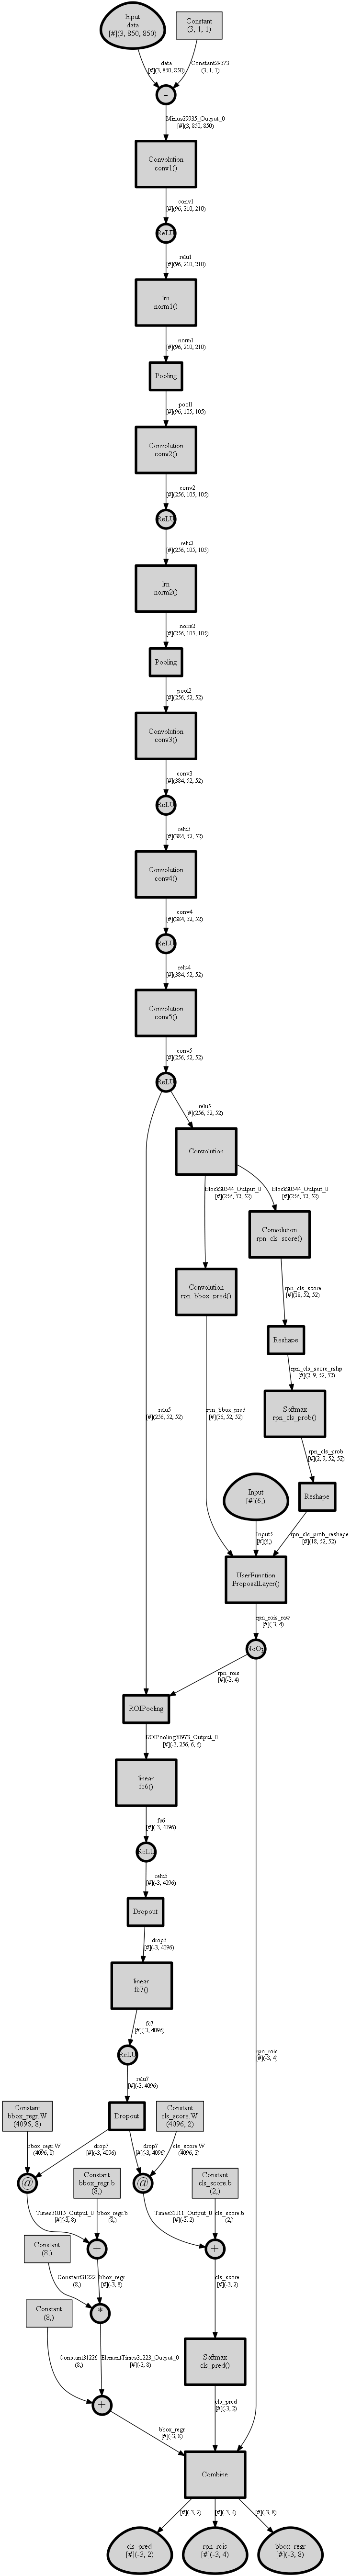 Input
data
[#](3, 850, 850)
Constant
(3, 1, 1)
data
[#](3, 850, 850)
Constant29573
(3, 1, 1)
-
Minus29935_Output_0
[#](3, 850, 850)
Convolution
conv1()
conv1
[#](96, 210, 210)
ReLU
relu1
[#](96, 210, 210)
lrn
norm1()
norm1
[#](96, 210, 210)
Pooling
pool1
[#](96, 105, 105)
Convolution
conv2()
conv2
[#](256, 105, 105)
ReLU
relu2
[#](256, 105, 105)
lrn
norm2()
norm2
[#](256, 105, 105)
Pooling
pool2
[#](256, 52, 52)
Convolution
conv3()
conv3
[#](384, 52, 52)
ReLU
relu3
[#](384, 52, 52)
Convolution
conv4()
conv4
[#](384, 52, 52)
ReLU
relu4
[#](384, 52, 52)
Convolution
conv5()
conv5
[#](256, 52, 52)
ReLU
relu5
[#](256, 52, 52)
Convolution
Block30544_Output_0
[#](256, 52, 52)
Block30544_Output_0
[#](256, 52, 52)
Convolution
rpn_cls_score()
Convolution
rpn_bbox_pred()
rpn_cls_score
[#](18, 52, 52)
Reshape
rpn_cls_score_rshp
[#](2, 9, 52, 52)
relu5
[#](256, 52, 52)
rpn_bbox_pred
[#](36, 52, 52)
Softmax
rpn_cls_prob()
rpn_cls_prob
[#](2, 9, 52, 52)
Input
[#](6,)
Reshape
Input5
[#](6,)
rpn_cls_prob_reshape
[#](18, 52, 52)
UserFunction
ProposalLayer()
rpn_rois_raw
[#](-3, 4)
NoOp
rpn_rois
[#](-3, 4)
ROIPooling
ROIPooling30973_Output_0
[#](-3, 256, 6, 6)
linear
fc6()
fc6
[#](-3, 4096)
ReLU
relu6
[#](-3, 4096)
Dropout
drop6
[#](-3, 4096)
linear
fc7()
fc7
[#](-3, 4096)
ReLU
rpn_rois
[#](-3, 4)
relu7
[#](-3, 4096)
Constant
bbox_regr.W
(4096, 8)
Dropout
Constant
cls_score.W
(4096, 2)
bbox_regr.W
(4096, 8)
drop7
[#](-3, 4096)
drop7
[#](-3, 4096)
cls_score.W
(4096, 2)
@
Constant
bbox_regr.b
(8,)
@
Constant
cls_score.b
(2,)
Times31015_Output_0
[#](-3, 8)
bbox_regr.b
(8,)
Times31011_Output_0
[#](-3, 2)
cls_score.b
(2,)
Constant
(8,)
+
+
Constant31222
(8,)
bbox_regr
[#](-3, 8)
cls_score
[#](-3, 2)
Constant
(8,)
*
Constant31226
(8,)
ElementTimes31223_Output_0
[#](-3, 8)
Softmax
cls_pred()
+
cls_pred
[#](-3, 2)
bbox_regr
[#](-3, 8)
Combine
[#](-3, 2)
[#](-3, 4)
[#](-3, 8)
cls_pred
[#](-3, 2)
rpn_rois
[#](-3, 4)
bbox_regr
[#](-3, 8)